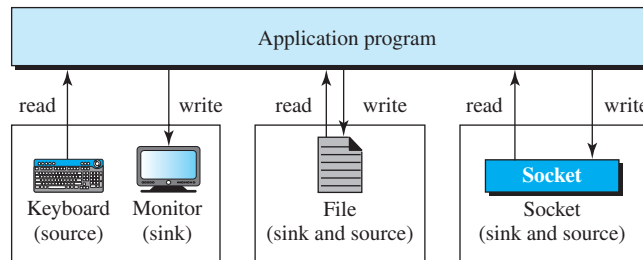 Application program
read
write
read
write
read
write
Socket
Keyboard
(source)
Monitor
(sink)
File
(sink and source)
Socket
(sink and source)